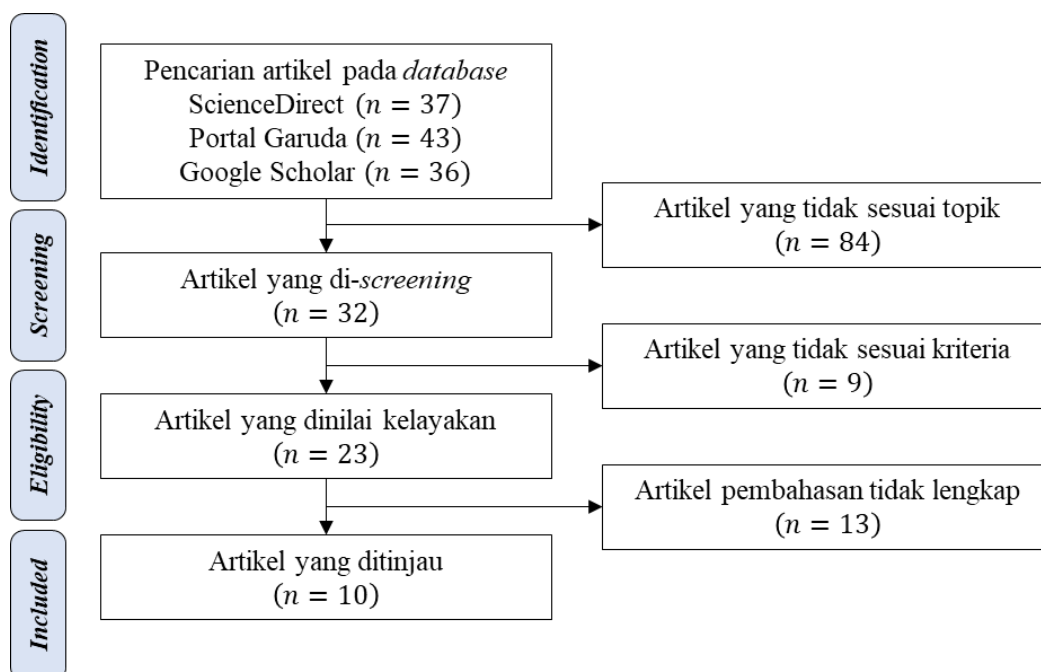 Identification
Pencarian artikel pada database
ScienceDirect (n = 37)
Portal Garuda (n = 43)
Google Scholar (n = 36)
Artikel yang tidak sesuai topik
(n = 84)
Screening
Artikel yang di-screening
(n = 32)
Artikel yang tidak sesuai kriteria
(n = 9)
Eligibility
Artikel yang dinilai kelayakan
(n = 23)
Artikel pembahasan tidak lengkap
(n = 13)
Included
Artikel yang ditinjau
(n = 10)